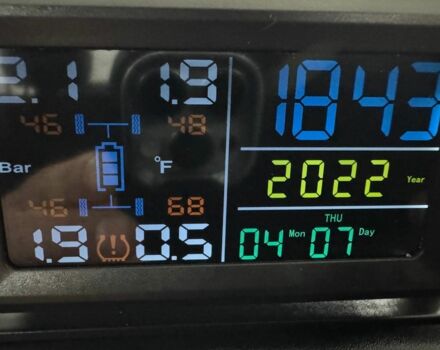 2.1 1.9 1843
46 48
Bar °F 2022 Year
46 68 THU
1.9 0.5 04 Mon 07 Day